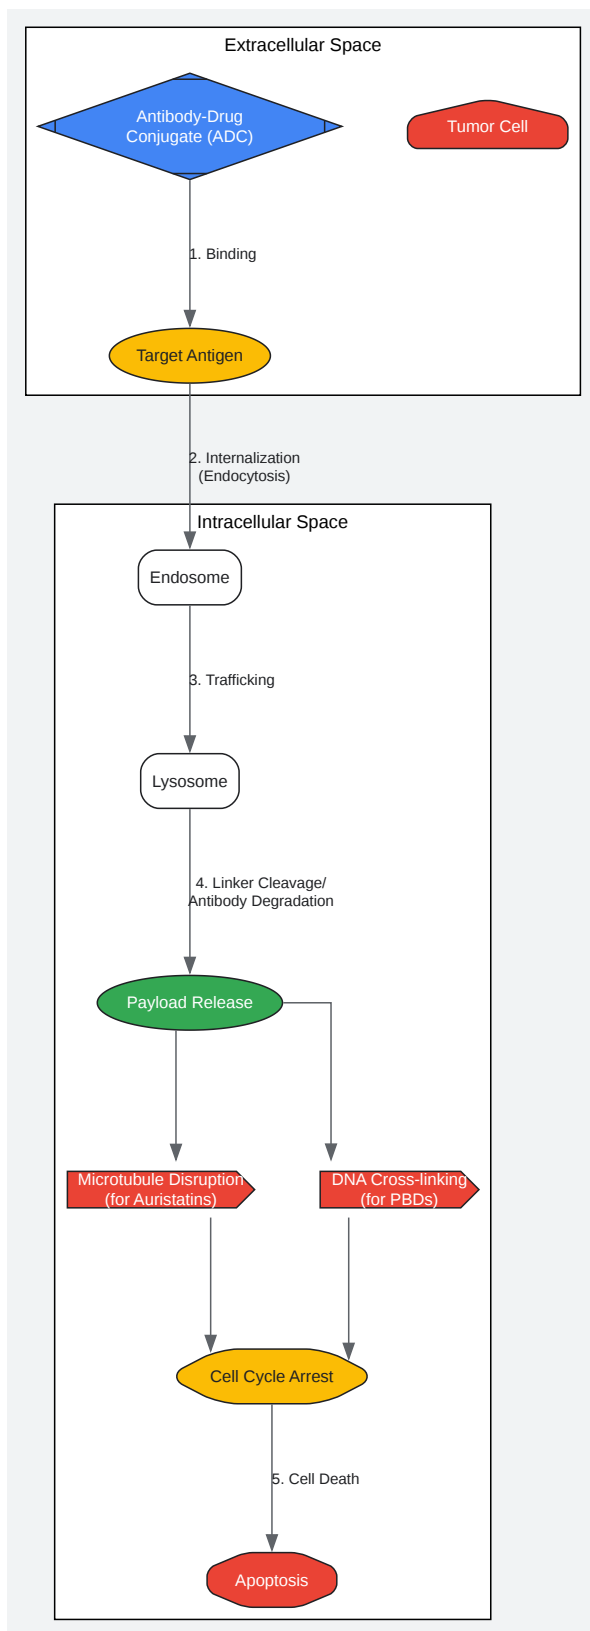 Extracellular Space
Antibody-Drug
Conjugate (ADC)
Tumor Cell
1. Binding
Target Antigen
2. Internalization
(Endocytosis)
Intracellular Space
Endosome
3. Trafficking
Lysosome
4. Linker Cleavage/
Antibody Degradation
Payload Release
Microtubule Disruption
(for Auristatins)
DNA Cross-linking
(for PBDs)
Cell Cycle Arrest
5. Cell Death
Apoptosis